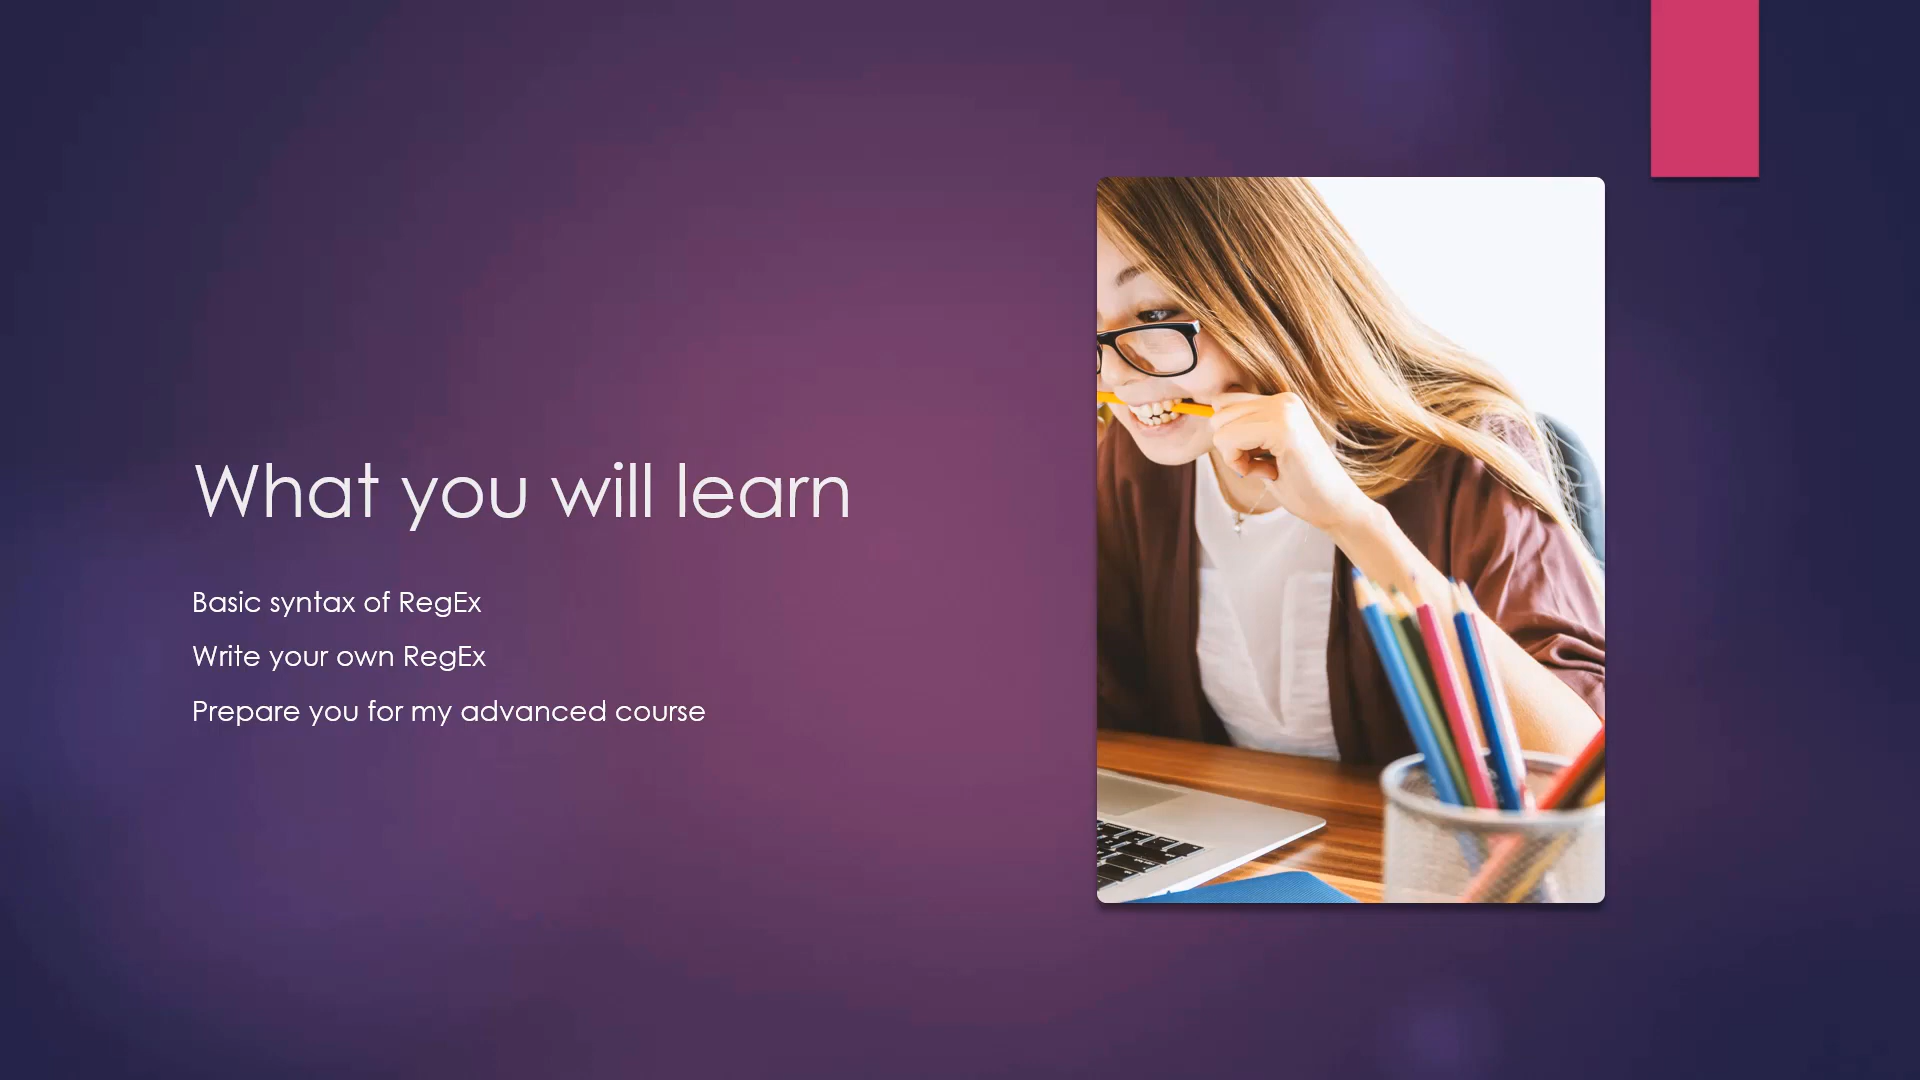 What you will learn
Basic syntax of RegEx
Write your own RegEx
Prepare you for my advanced course